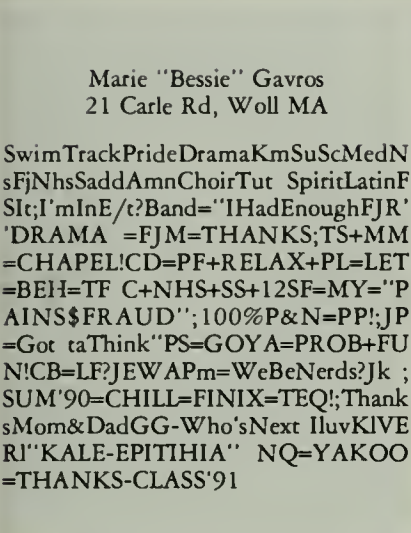 Marie "Bessie" Gavros
21 Carle Rd, Woll MA
SwimTrackPrideDramaKmSuScMedN
sFjNhsSaddAmnChoirTut SpiritLatinF
SIt;I'mInE/t?Band="IHadEnoughFJR'
'DRAMA =FJM=THANKS;TS+MM
=CHAPEL!CD=PF+RELAX+PL=LET
=BEH=TF C+NHS+SS+12SF=MY="P
AINS$FRAUD";100%P&N=PP!;JP
=Got taThink"PS=GOYA=PROB+FU
N!CB=LF?JEWAPm=WeBeNerds?Jk ;
SUM'90=CHILL=FINIX=TEQ!;Thank
sMom&DadGG-Who'sNext IluvKlVE
Rl"KALE-EPITIHIA" NQ=YAKOO
=THANKS-CLASS'91